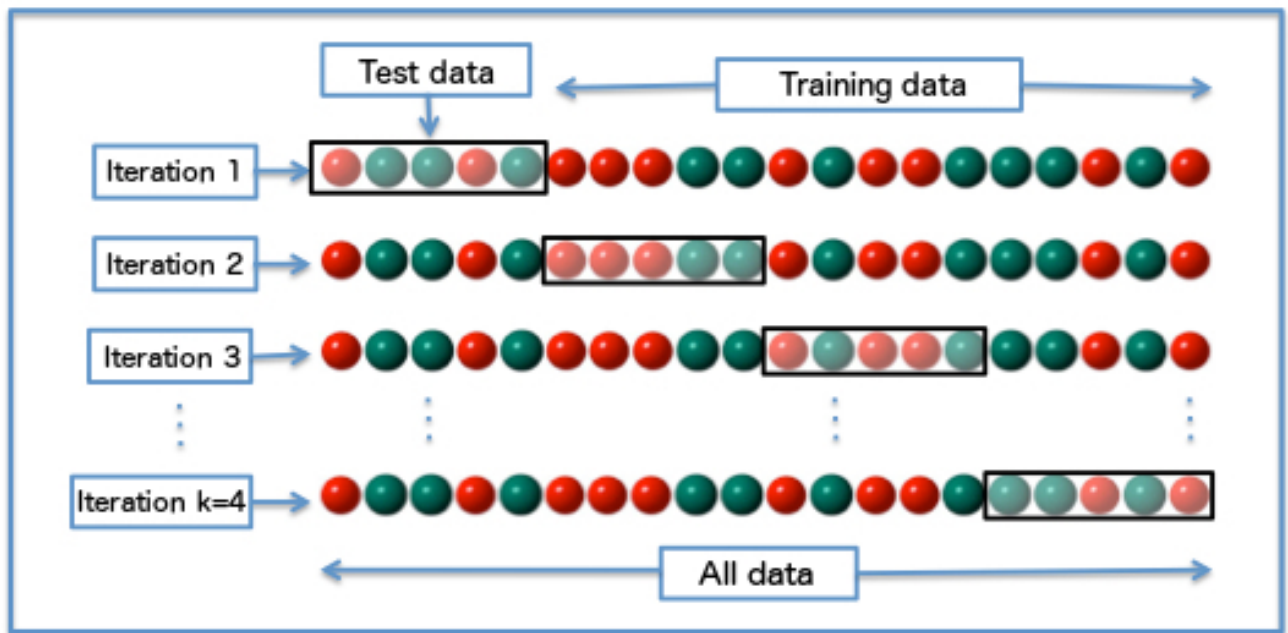 Test data
Training data
Iteration 1
Iteration 2
Iteration 3
Iteration k=4
All data